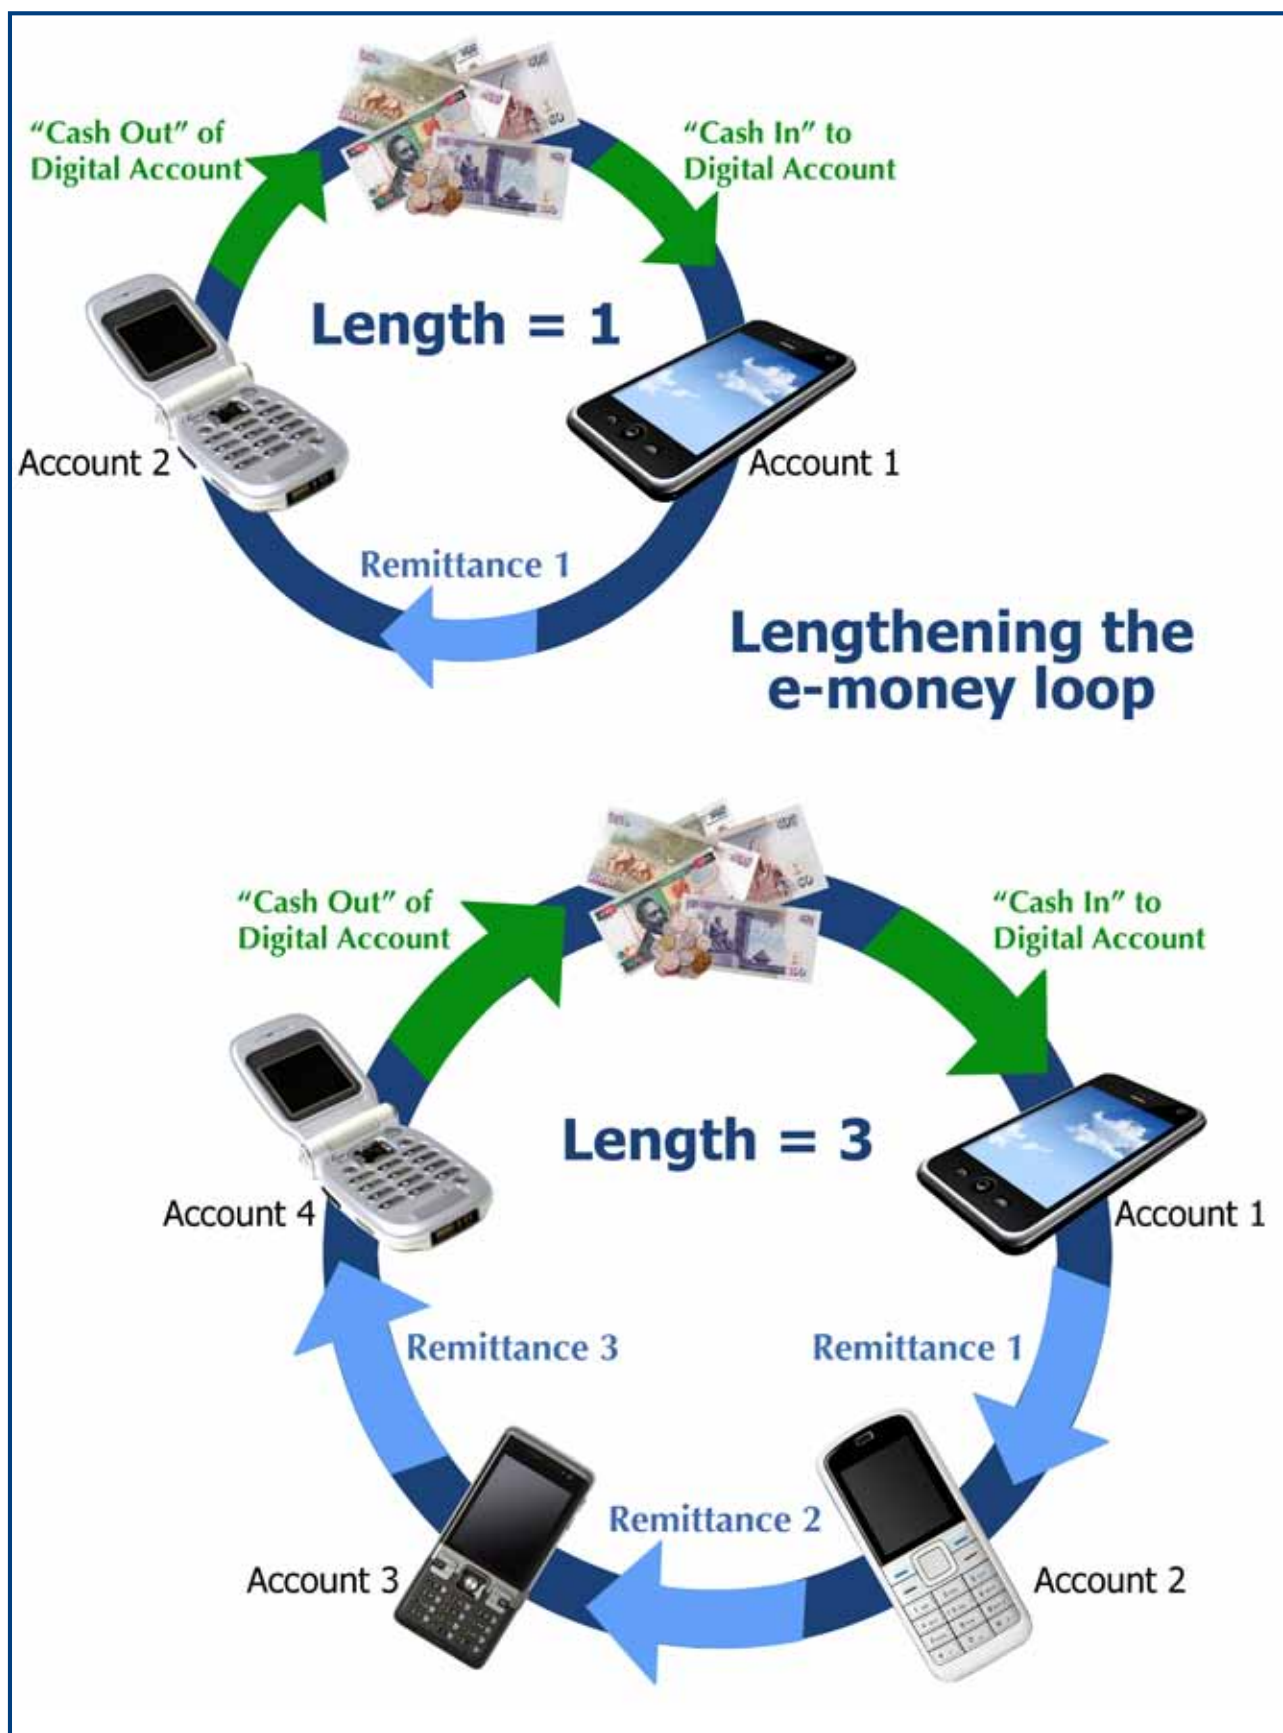 “Cash Out” of
Digital Account
“Cash In” to
Digital Account
Length = 1
Account 2
Account 1
Remittance 1
Lengthening the
e-money loop
“Cash Out” of
Digital Account
“Cash In” to
Digital Account
Length = 3
Account 4
Account 1
Remittance 3
Remittance 1
Remittance 2
Account 3
Account 2